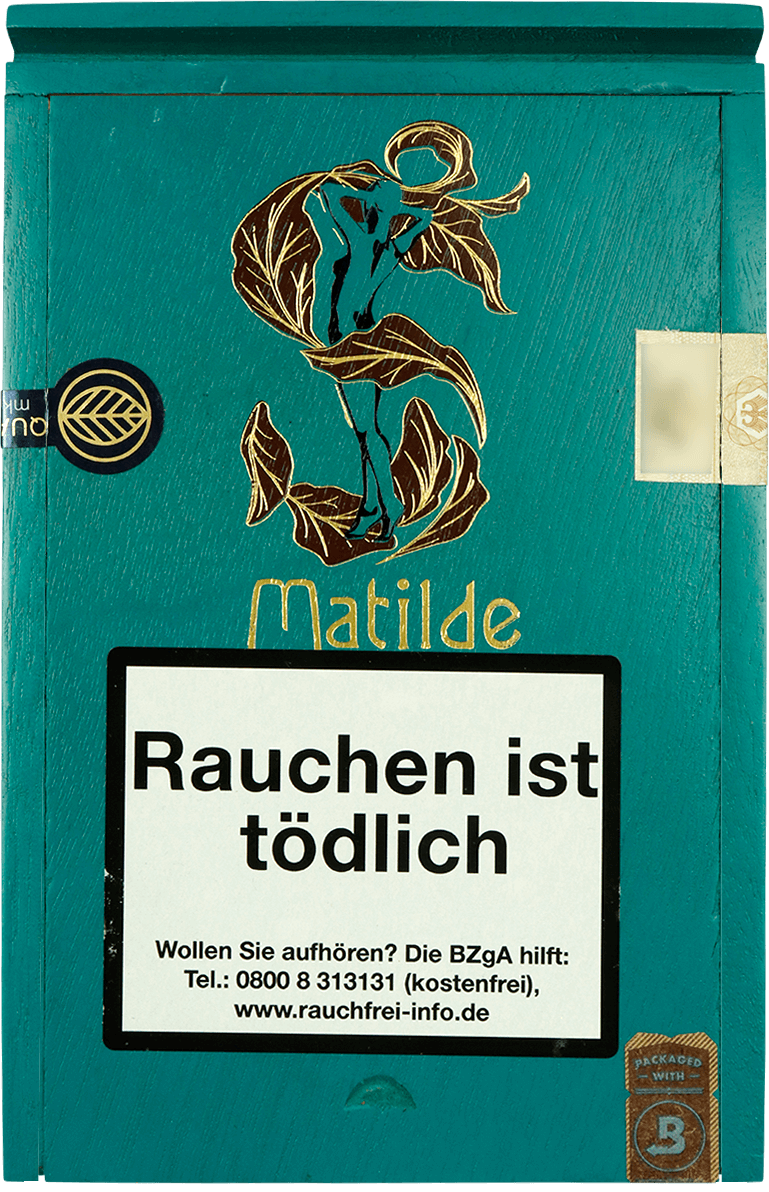 Matilde
Rauchen ist
tödlich
Wollen Sie aufhören? Die BZgA hilft:
Tel.: 0800 8 313131 (kostenfrei),
www.rauchfrei-info.de
PACKAGED
– WITH –
B